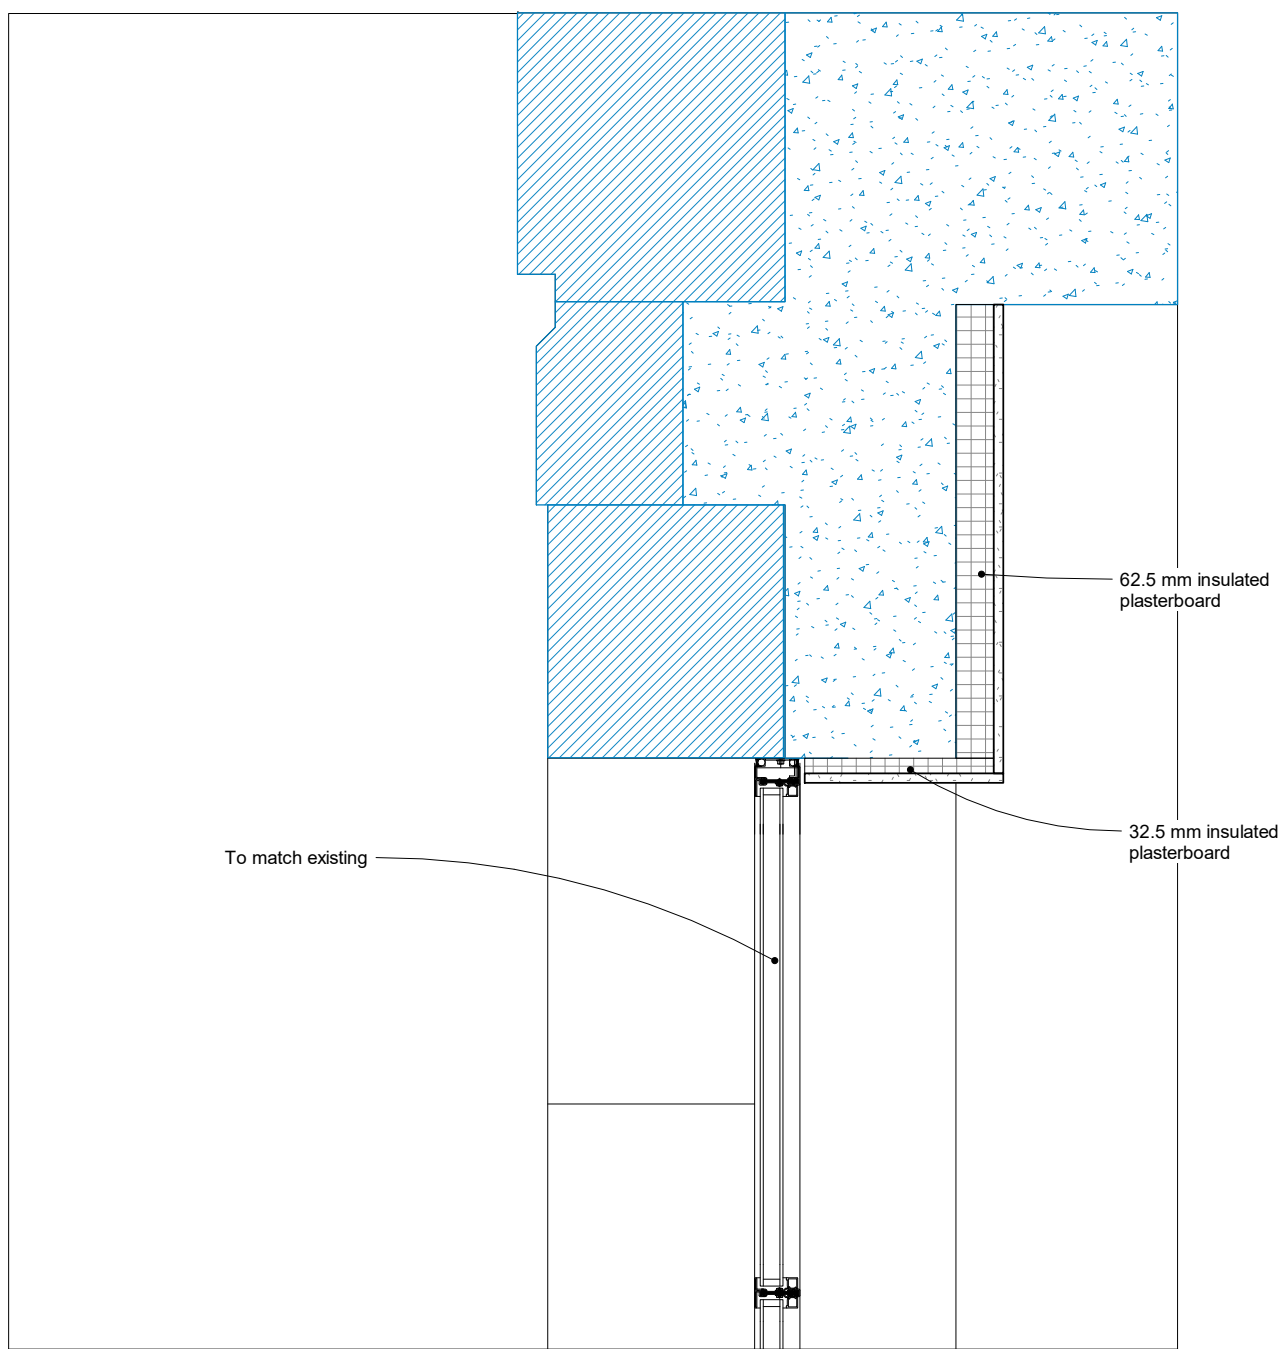 62.5 mm insulated
plasterboard
32.5 mm insulated
plasterboard
To match existing